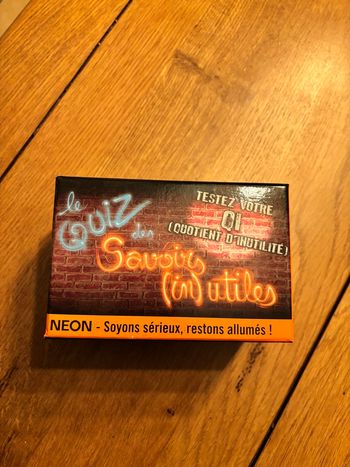 le
QUiZ
des
Savoirs
(in)utiles
TESTEZ VOTRE
QI
(QUOTIENT D'INUTILITÉ)
NEON - Soyons sérieux, restons allumés !